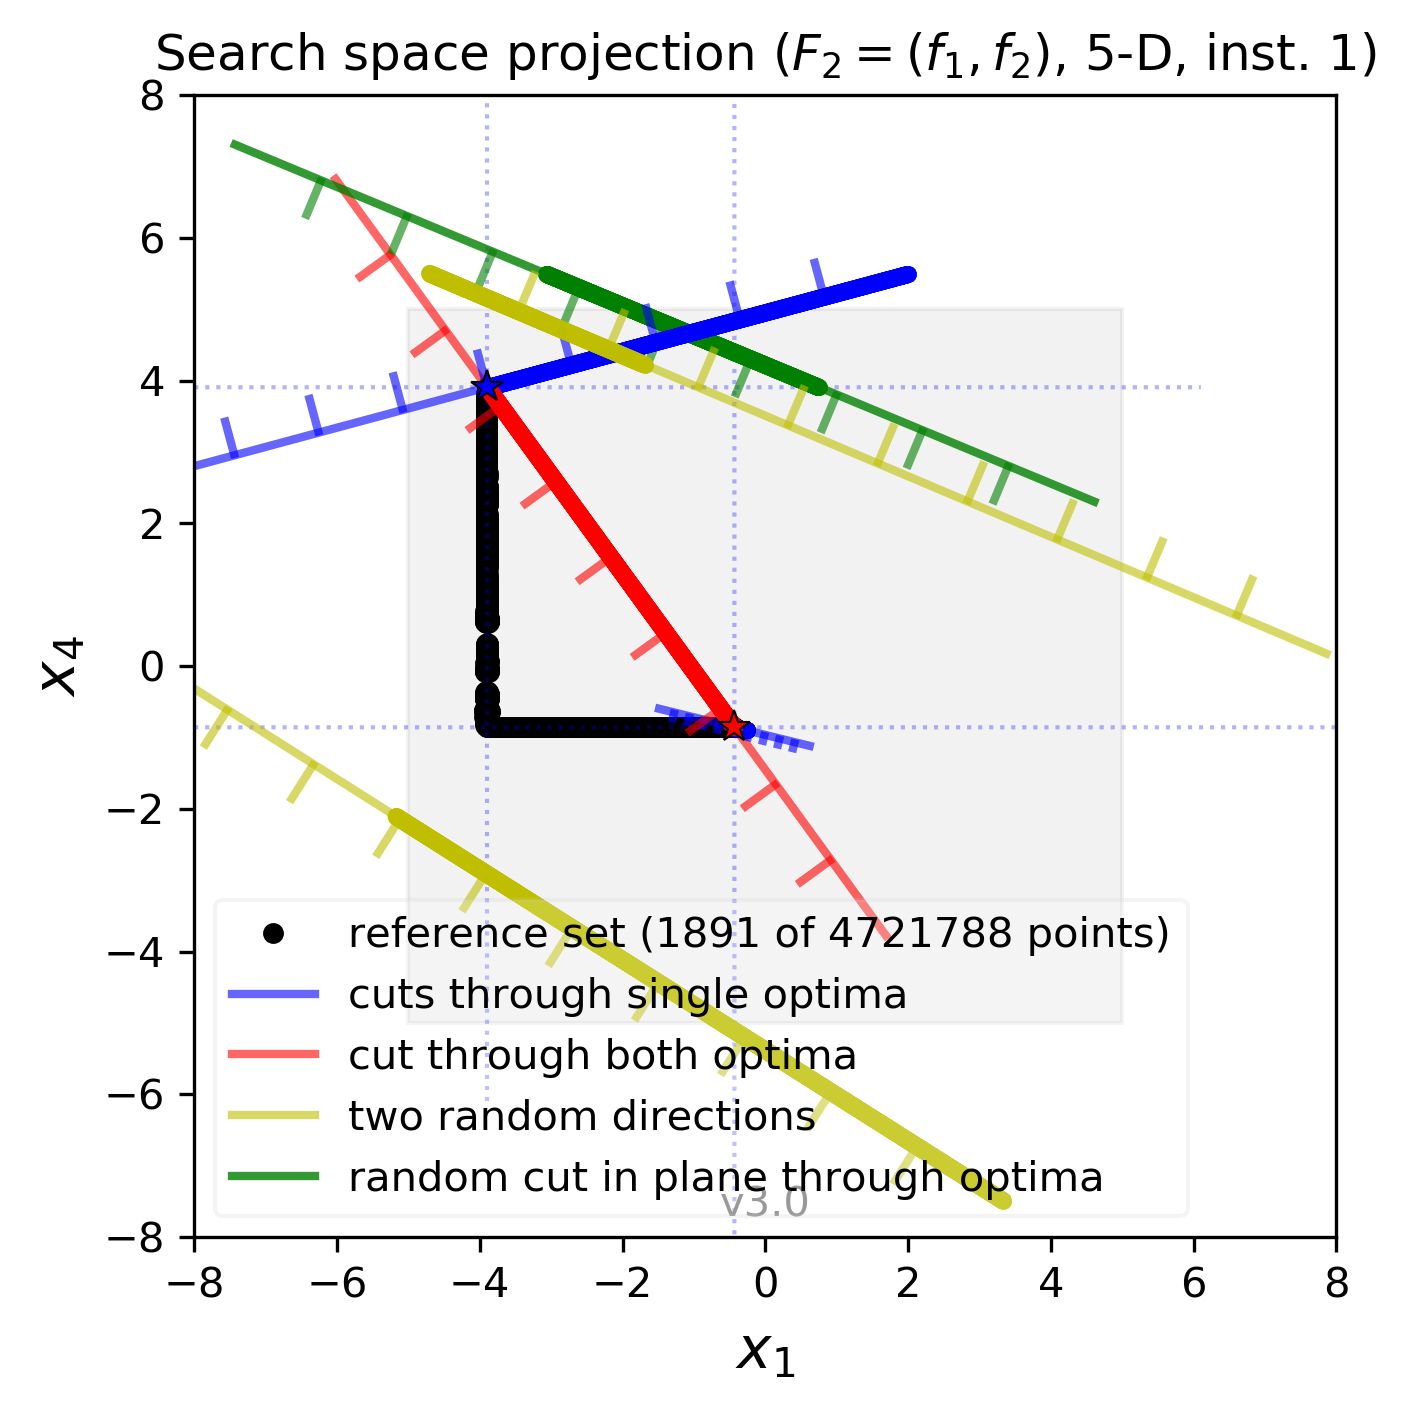 Search space projection (F₂ = (f₁, f₂), 5-D, inst. 1)
8
6
4
2
0
−2
−4
−6
−8
x₄
reference set (1891 of 4721788 points)
cuts through single optima
cut through both optima
two random directions
random cut in plane through optima
v3.0
−8 −6 −4 −2 0 2 4 6 8
x₁